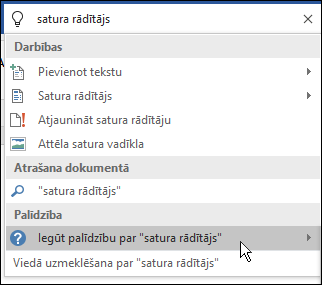 satura rādītājs
Darbības
Pievienot tekstu
Satura rādītājs
Atjaunināt satura rādītāju
Attēla satura vadīkla
Atrašana dokumentā
"satura rādītājs"
Palīdzība
Iegūt palīdzību par "satura rādītājs"
Viedā uzmeklēšana par "satura rādītājs"